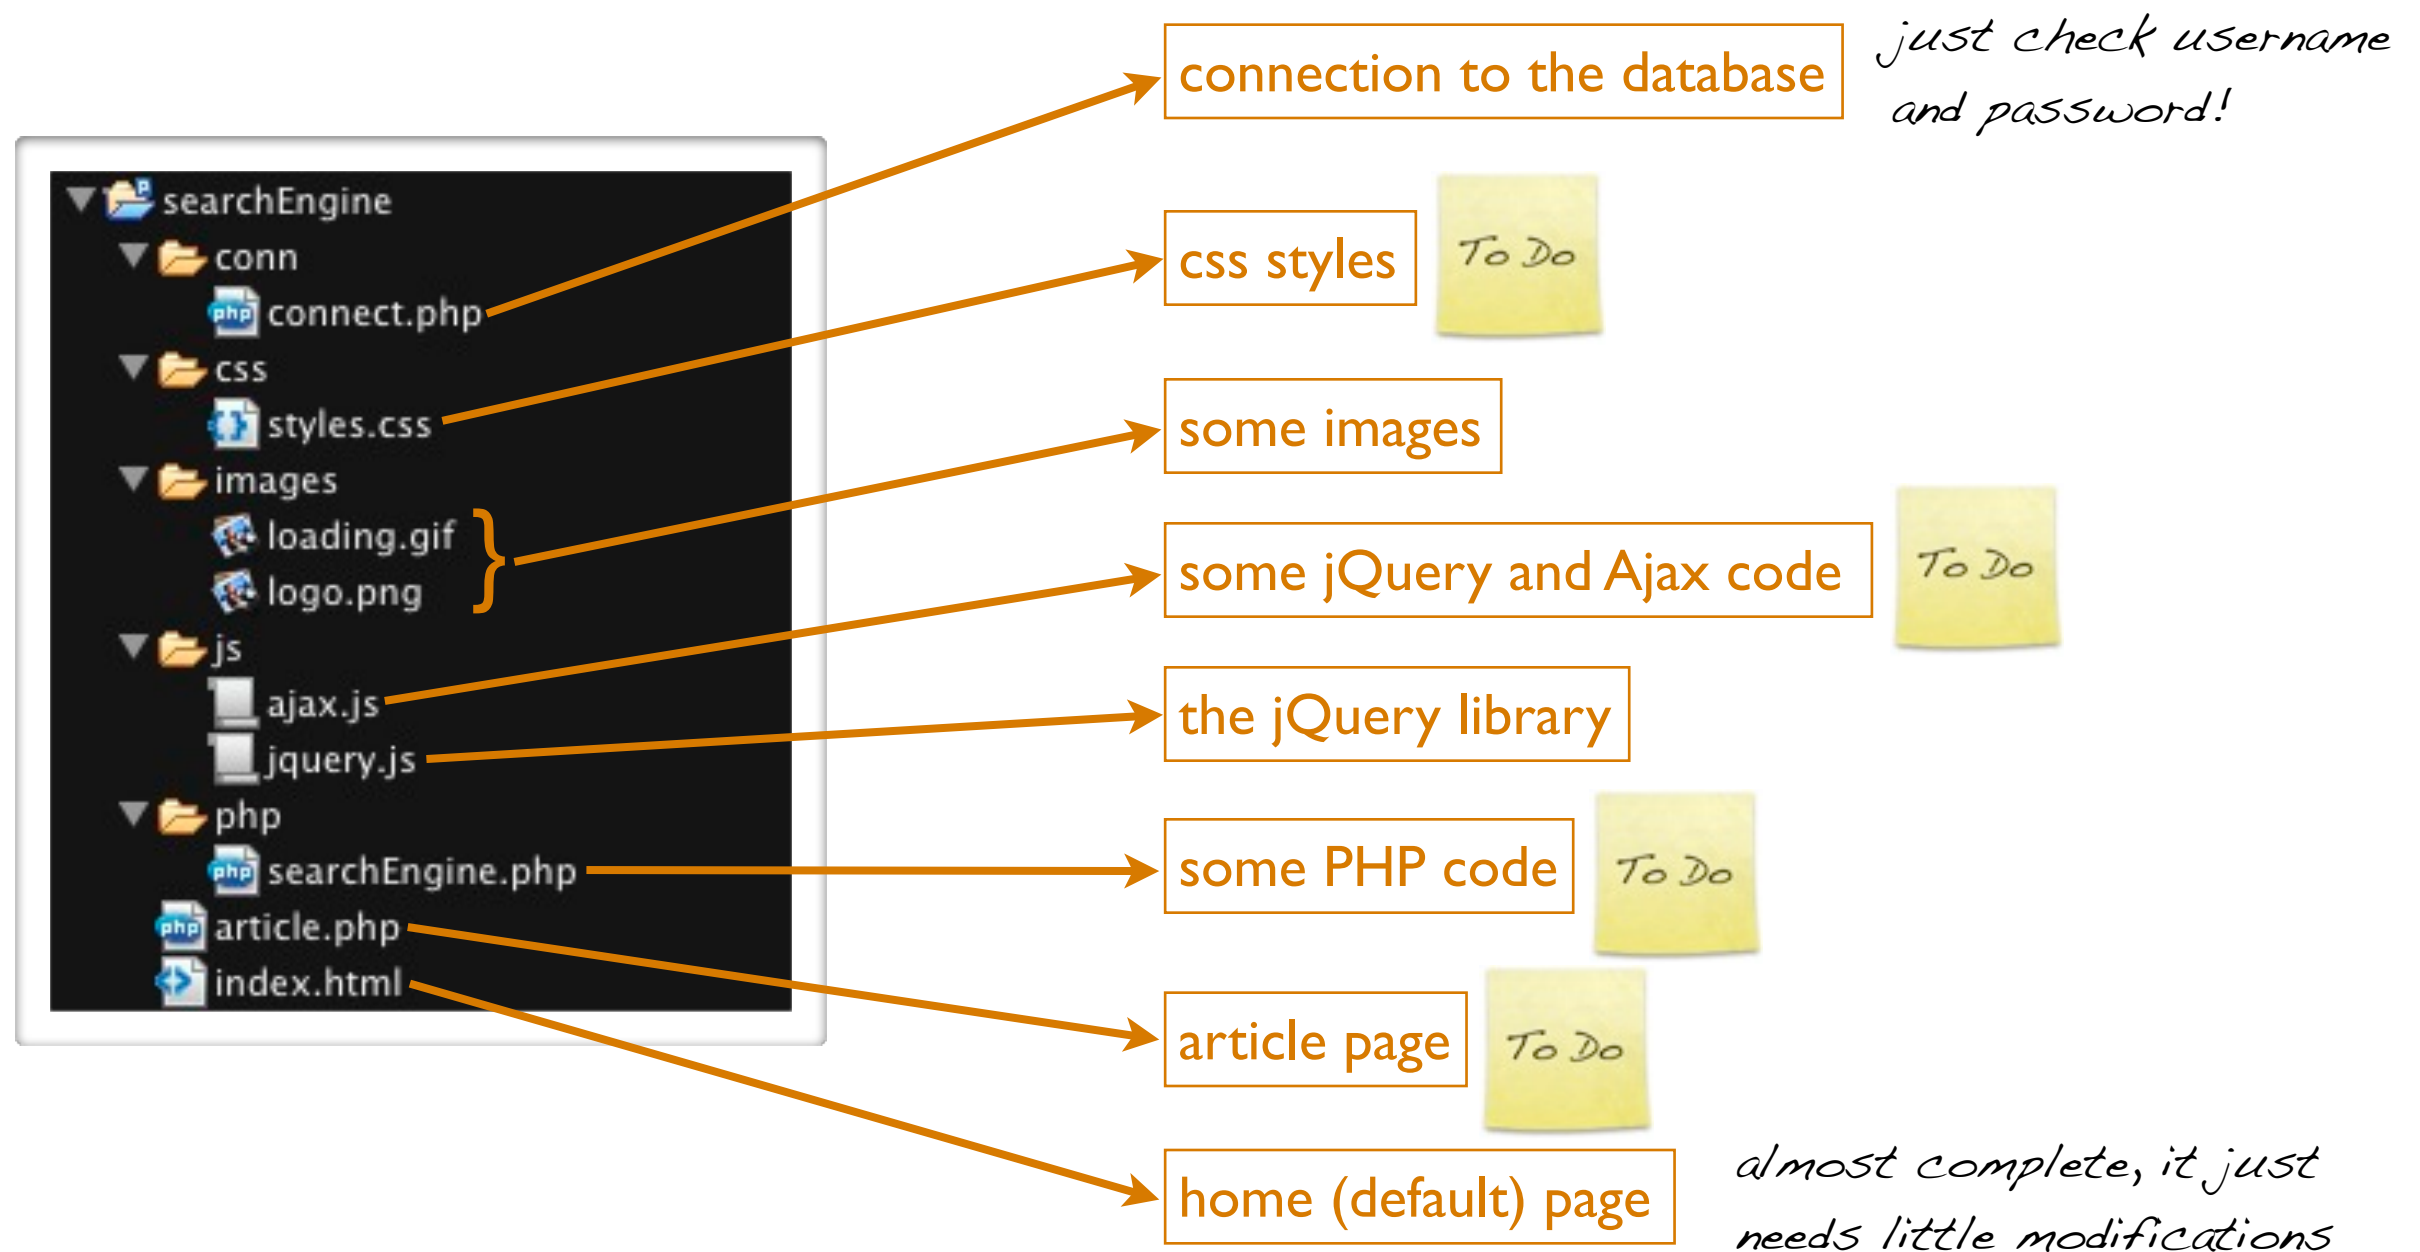 searchEngine
conn
connect.php
css
styles.css
images
loading.gif
logo.png
}
js
ajax.js
jquery.js
php
searchEngine.php
article.php
index.html
connection to the database
just check username
and password!
css styles
To Do
some images
some jQuery and Ajax code
To Do
the jQuery library
some PHP code
To Do
article page
To Do
home (default) page
almost complete, it just
needs little modifications